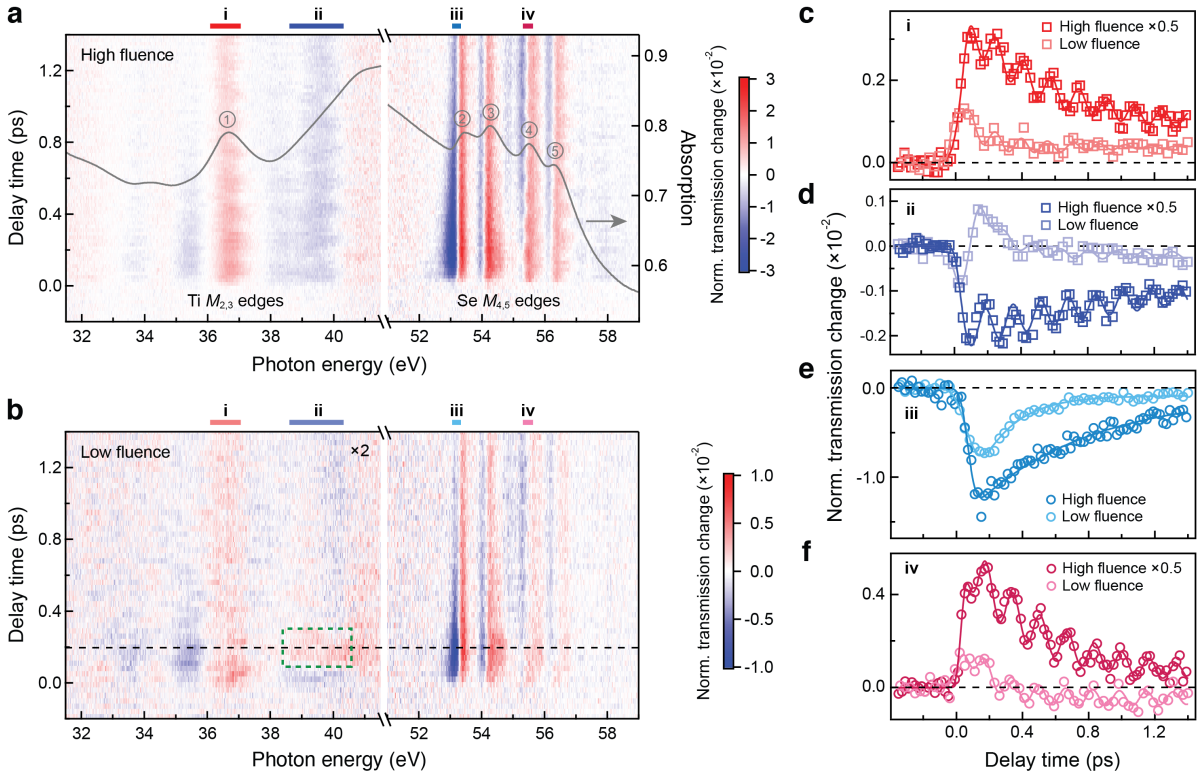 a
i
ii
iii
iv
High fluence
1.2
0.8
0.4
0.0
Delay time (ps)
①
②
③
④
⑤
Ti M2,3 edges
Se M4,5 edges
0.9
0.8
0.7
0.6
Absorption
32
34
36
38
40
52
54
56
58
Photon energy (eV)
Norm. transmission change (×10-2)
3
2
1
0
-1
-2
-3
b
i
ii
iii
iv
Low fluence
×2
1.2
0.8
0.4
0.0
Delay time (ps)
32
34
36
38
40
52
54
56
58
Photon energy (eV)
Norm. transmission change (×10-2)
1.0
0.5
0.0
-0.5
-1.0
c
i
High fluence ×0.5
Low fluence
0.2
0.0
d
ii
High fluence ×0.5
Low fluence
0.1
0.0
-0.1
-0.2
Norm. transmission change (×10-2)
e
iii
High fluence
Low fluence
0.0
-1.0
f
iv
High fluence ×0.5
Low fluence
0.4
0.0
0.0
0.4
0.8
1.2
Delay time (ps)